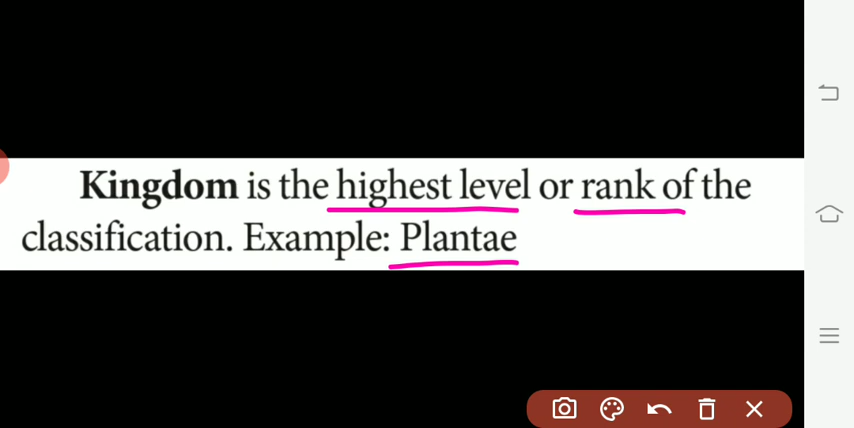 Kingdom is the highest level or rank of the
classification. Example: Plantae